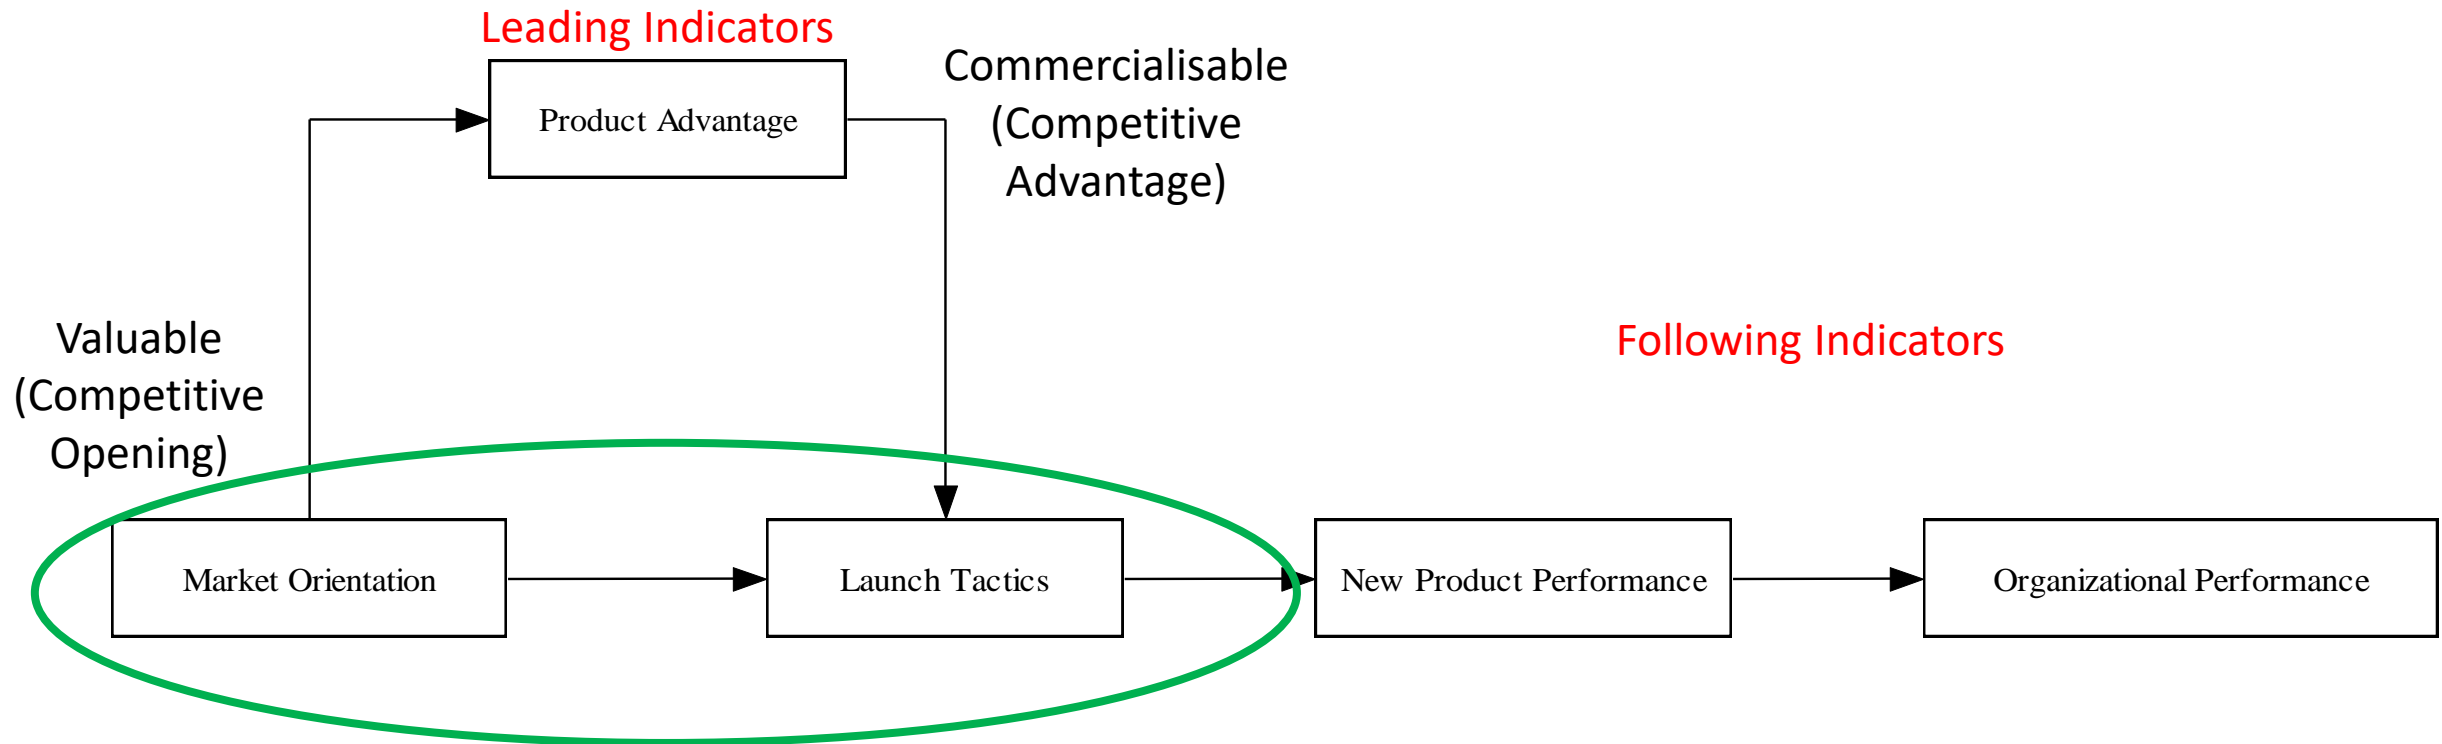 Leading Indicators
Product Advantage
Commercialisable
(Competitive
Advantage)
Valuable
(Competitive
Opening)
Following Indicators
Market Orientation
Launch Tactics
New Product Performance
Organizational Performance